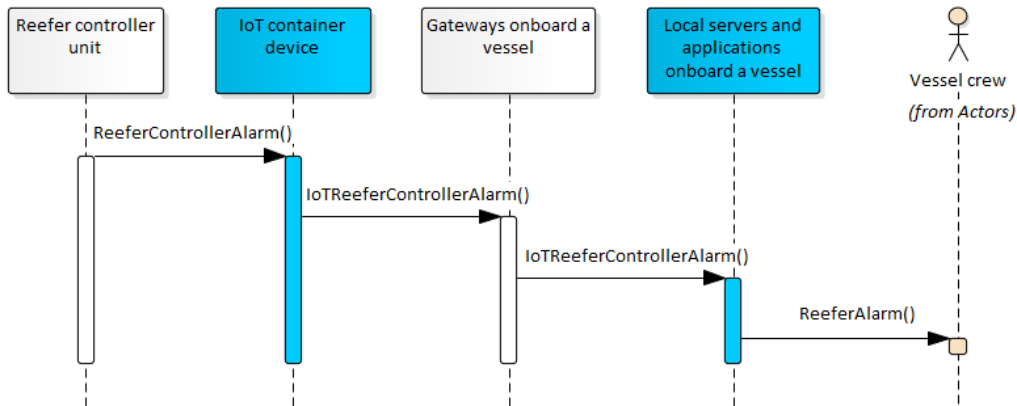 Reefer controller
unit
IoT container
device
Gateways onboard a
vessel
Local servers and
applications
onboard a vessel
Vessel crew
(from Actors)
ReeferControllerAlarm()
IoTReeferControllerAlarm()
IoTReeferControllerAlarm()
ReeferAlarm()